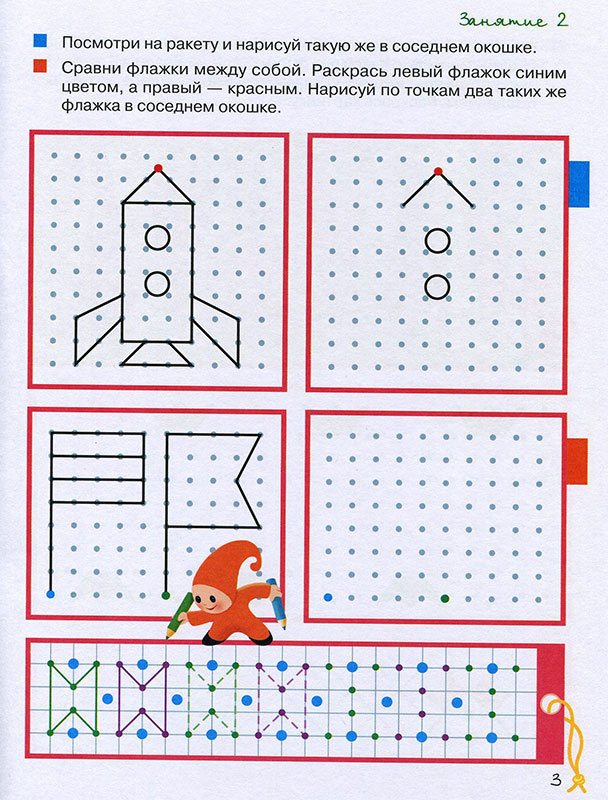 Занятие 2
Посмотри на ракету и нарисуй такую же в соседнем окошке.
Сравни флажки между собой. Раскрась левый флажок синим
цветом, а правый — красным. Нарисуй по точкам два таких же
флажка в соседнем окошке.
3